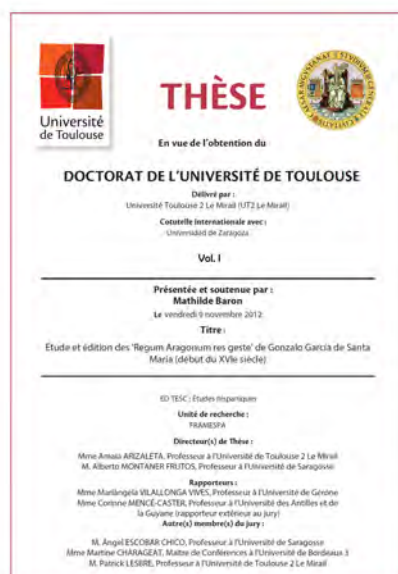 Université
de Toulouse
THÈSE
En vue de l'obtention du
DOCTORAT DE L'UNIVERSITÉ DE TOULOUSE
Délivré par :
Université Toulouse 2 Le Mirail (UT2 Le Mirail)
Cotutelle internationale avec :
Universidad de Zaragoza
Vol. I
Présentée et soutenue par :
Mathilde Baron
Le vendredi 9 novembre 2012
Titre :
Etude et édition des 'Regum Aragonum res geste' de Gonzalo García de Santa
María (début du XVIe siècle)
ED TESC : Études hispaniques
Unité de recherche :
FRAMESPA
Directeur(s) de Thèse :
Mme Amaia ARIZALETA, Professeur à l'Université de Toulouse 2 Le Mirail
M. Alberto MONTANER FRUTOS, Professeur à l'Université de Saragosse
Rapporteurs :
Mme Mariàngela VILALLONGA VIVES, Professeur à l'Université de Gérone
Mme Corinne MENCÉ-CASTER, Professeur à l'Université des Antilles et de
la Guyane (rapporteur extérieur au jury)
Autre(s) membre(s) du jury :
M. Ángel ESCOBAR CHICO, Professeur à l'Université de Saragosse
Mme Martine CHARAGEAT, Maître de Conférences à l'Université de Bordeaux 3
M. Patrick LESBRE, Professeur à l'Université de Toulouse 2 Le Mirail